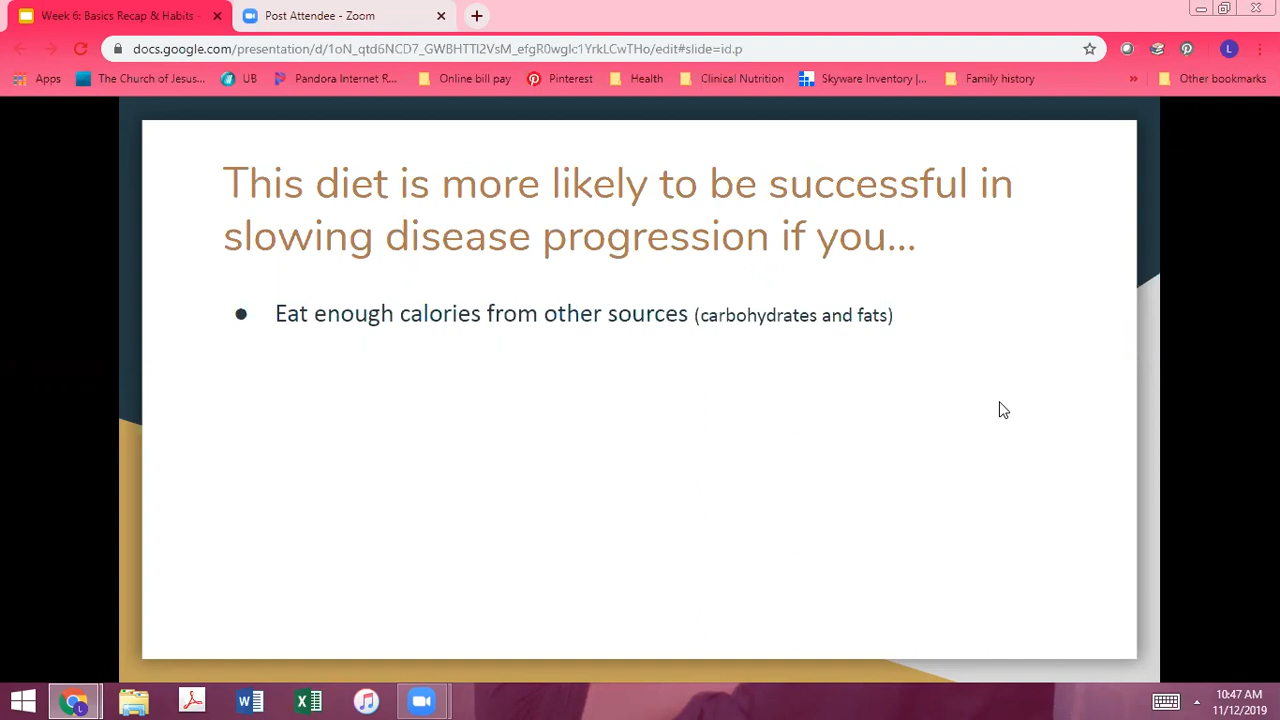 Week 6: Basics Recap & Habits -
Post Attendee - Zoom
docs.google.com/presentation/d/1oN_qtd6NCD7_GWBHTTl2VsM_efgR0wglc1YrkLCwTHo/edit#slide=id.p
Apps The Church of Jesus... UB Pandora Internet R... Online bill pay Pinterest Health Clinical Nutrition Skyware Inventory |... Family history » Other bookmarks
This diet is more likely to be successful in
slowing disease progression if you...
● Eat enough calories from other sources (carbohydrates and fats)
10:47 AM
11/12/2019